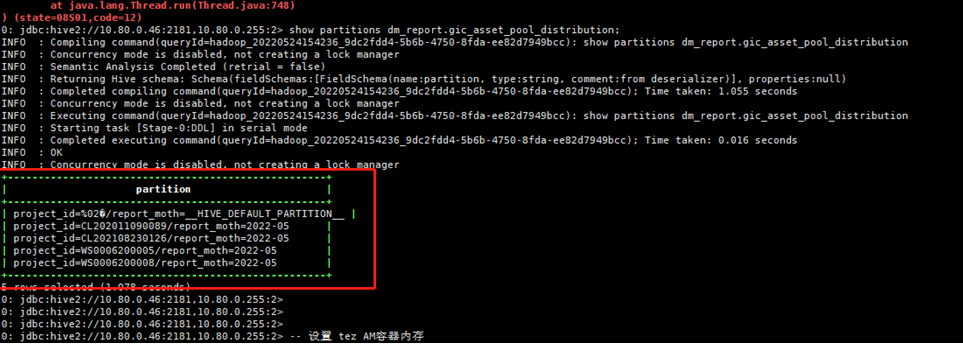 at java.lang.Thread.run(Thread.java:748)
) (state=08S01,code=12)
0: jdbc:hive2://10.80.0.46:2181,10.80.0.255:2> show partitions dm_report.gic_asset_pool_distribution;
INFO  : Compiling command(queryId=hadoop_20220524154236_9dc2fdd4-5b6b-4750-8fda-ee82d7949bcc): show partitions dm_report.gic_asset_pool_distribution
INFO  : Concurrency mode is disabled, not creating a lock manager
INFO  : Semantic Analysis Completed (retrial = false)
INFO  : Returning Hive schema: Schema(fieldSchemas:[FieldSchema(name:partition, type:string, comment:from deserializer)], properties:null)
INFO  : Completed compiling command(queryId=hadoop_20220524154236_9dc2fdd4-5b6b-4750-8fda-ee82d7949bcc); Time taken: 1.055 seconds
INFO  : Concurrency mode is disabled, not creating a lock manager
INFO  : Executing command(queryId=hadoop_20220524154236_9dc2fdd4-5b6b-4750-8fda-ee82d7949bcc): show partitions dm_report.gic_asset_pool_distribution
INFO  : Starting task [Stage-0:DDL] in serial mode
INFO  : Completed executing command(queryId=hadoop_20220524154236_9dc2fdd4-5b6b-4750-8fda-ee82d7949bcc); Time taken: 0.016 seconds
INFO  : OK
INFO  : Concurrency mode is disabled, not creating a lock manager
+----------------------------------------------------+
|                     partition                      |
+----------------------------------------------------+
| project_id=%02�/report_moth=__HIVE_DEFAULT_PARTITION__ |
| project_id=CL202011090089/report_moth=2022-05      |
| project_id=CL202108230126/report_moth=2022-05      |
| project_id=WS0006200005/report_moth=2022-05        |
| project_id=WS0006200008/report_moth=2022-05        |
+----------------------------------------------------+
5 rows selected (1.078 seconds)
0: jdbc:hive2://10.80.0.46:2181,10.80.0.255:2>
0: jdbc:hive2://10.80.0.46:2181,10.80.0.255:2>
0: jdbc:hive2://10.80.0.46:2181,10.80.0.255:2>
0: jdbc:hive2://10.80.0.46:2181,10.80.0.255:2> -- 设置 tez AM容器内存